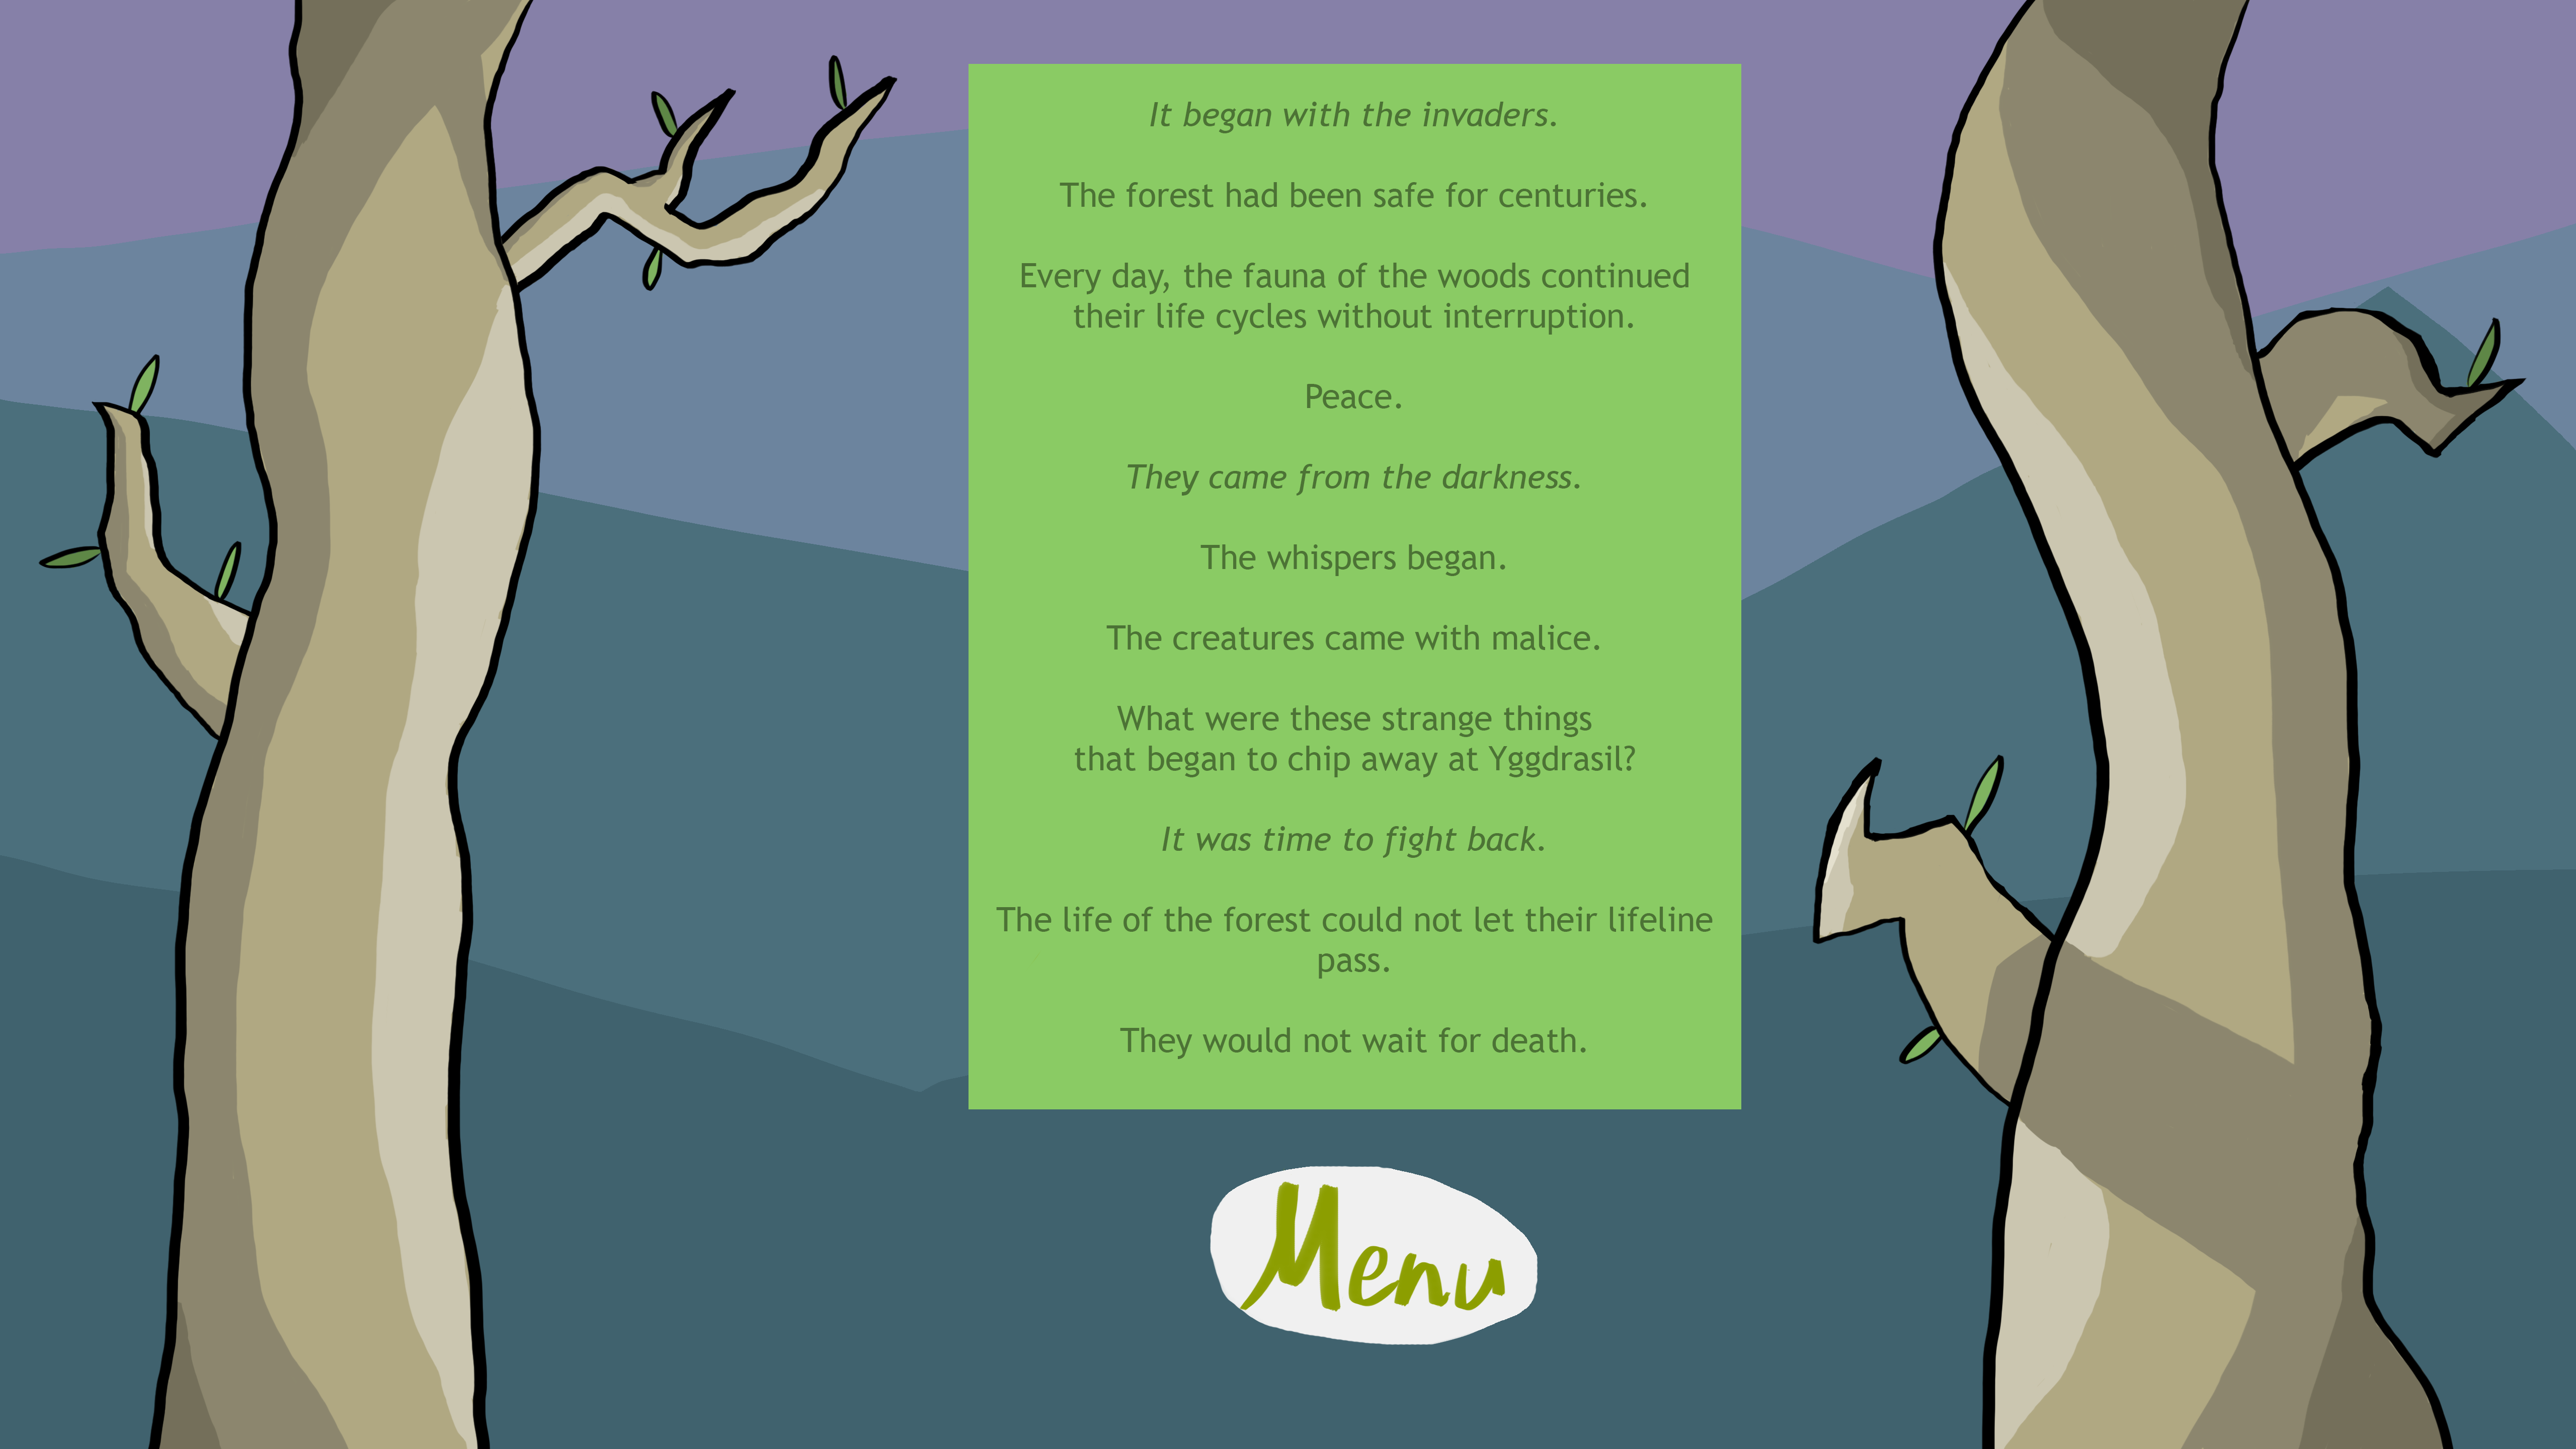 It began with the invaders.
The forest had been safe for centuries.
Every day, the fauna of the woods continued
their life cycles without interruption.
Peace.
They came from the darkness.
The whispers began.
The creatures came with malice.
What were these strange things
that began to chip away at Yggdrasil?
It was time to fight back.
The life of the forest could not let their lifeline
pass.
They would not wait for death.
Menu